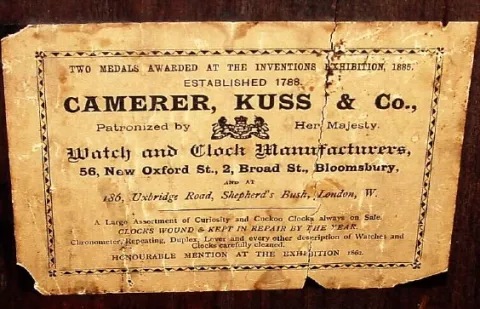 TWO MEDALS AWARDED AT THE INVENTIONS EXHIBITION, 1885.
ESTABLISHED 1788.
CAMERER, KUSS & Co.,
Patronized by Her Majesty.
Watch and Clock Manufacturers,
56, New Oxford St., 2, Broad St., Bloomsbury,
AND AT
186, Uxbridge Road, Shepherd's Bush, London, W.
A Large Assortment of Curiosity and Cuckoo Clocks always on Sale.
CLOCKS WOUND & KEPT IN REPAIR BY THE YEAR.
Chronometer, Repeating, Duplex, Lever and every other description of Watches and
Clocks carefully cleaned.
HONOURABLE MENTION AT THE EXHIBITION 1862.